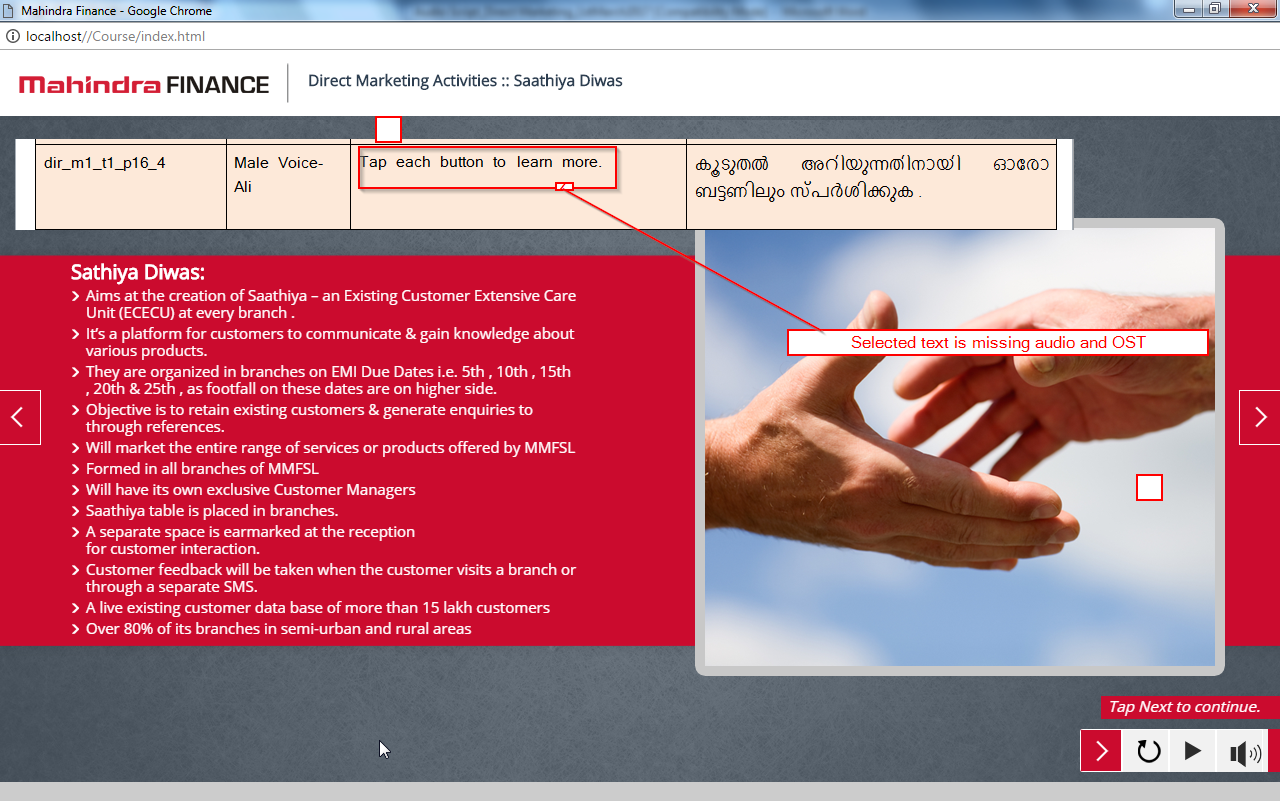 Mahindra Finance - Google Chrome
localhost//Course/index.html
Mahindra FINANCE
Direct Marketing Activities :: Saathiya Diwas
dir_m1_t1_p16_4
Male Voice-
Ali
Tap each button to learn more.
കൂടുതൽ അറിയുന്നതിനായി ഓരോ
ബട്ടണിലും സ്പർശിക്കുക .
Selected text is missing audio and OST
Sathiya Diwas:
Aims at the creation of Saathiya – an Existing Customer Extensive Care
Unit (ECECU) at every branch .
It’s a platform for customers to communicate & gain knowledge about
various products.
They are organized in branches on EMI Due Dates i.e. 5th , 10th , 15th
, 20th & 25th , as footfall on these dates are on higher side.
Objective is to retain existing customers & generate enquiries to
through references.
Will market the entire range of services or products offered by MMFSL
Formed in all branches of MMFSL
Will have its own exclusive Customer Managers
Saathiya table is placed in branches.
A separate space is earmarked at the reception
for customer interaction.
Customer feedback will be taken when the customer visits a branch or
through a separate SMS.
A live existing customer data base of more than 15 lakh customers
Over 80% of its branches in semi-urban and rural areas
Tap Next to continue.